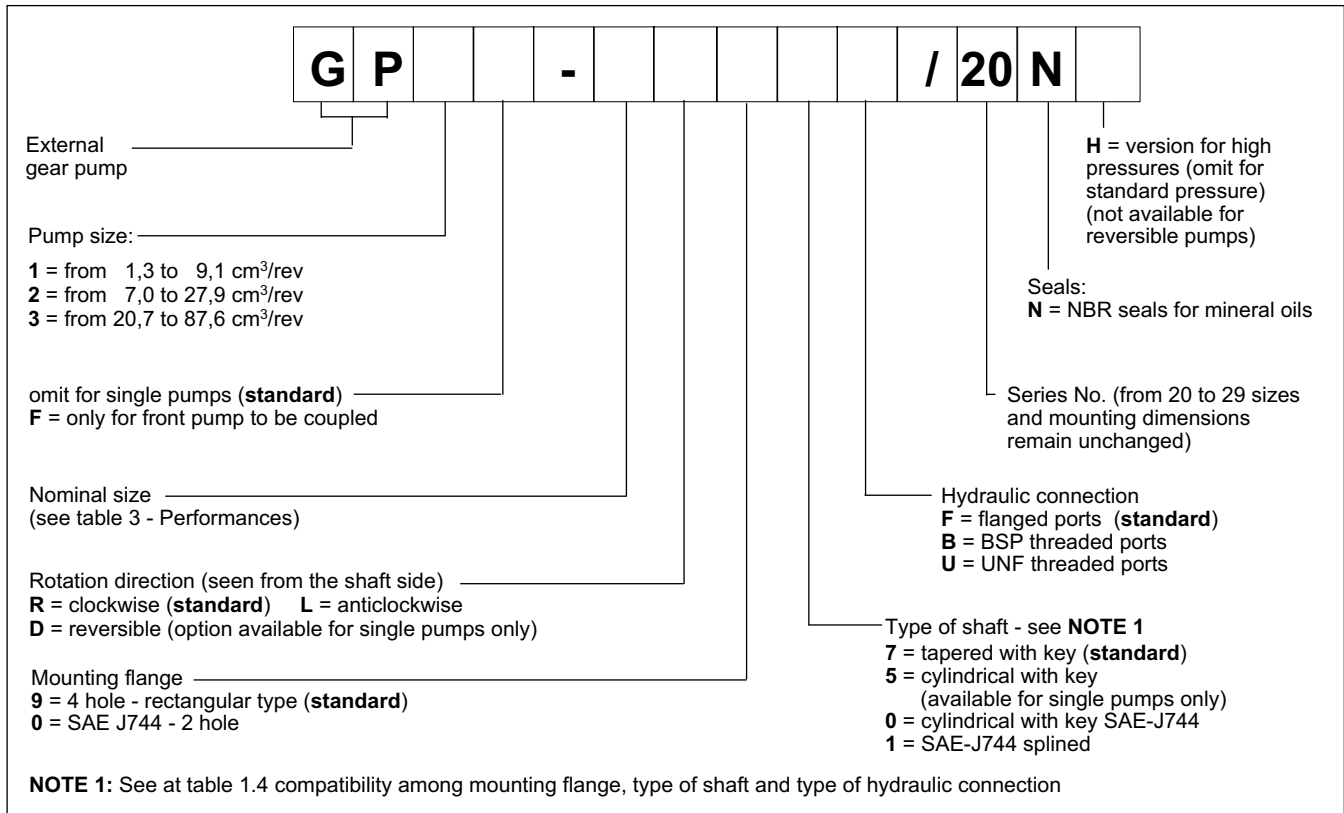 G P - / 20 N
External
gear pump
Pump size:
1 = from 1,3 to 9,1 cm³/rev
2 = from 7,0 to 27,9 cm³/rev
3 = from 20,7 to 87,6 cm³/rev
omit for single pumps (standard)
F = only for front pump to be coupled
Nominal size
(see table 3 - Performances)
Rotation direction (seen from the shaft side)
R = clockwise (standard) L = anticlockwise
D = reversible (option available for single pumps only)
Mounting flange
9 = 4 hole - rectangular type (standard)
0 = SAE J744 - 2 hole
H = version for high
pressures (omit for
standard pressure)
(not available for
reversible pumps)
Seals:
N = NBR seals for mineral oils
Series No. (from 20 to 29 sizes
and mounting dimensions
remain unchanged)
Hydraulic connection
F = flanged ports (standard)
B = BSP threaded ports
U = UNF threaded ports
Type of shaft - see NOTE 1
7 = tapered with key (standard)
5 = cylindrical with key
(available for single pumps only)
0 = cylindrical with key SAE-J744
1 = SAE-J744 splined
NOTE 1: See at table 1.4 compatibility among mounting flange, type of shaft and type of hydraulic connection